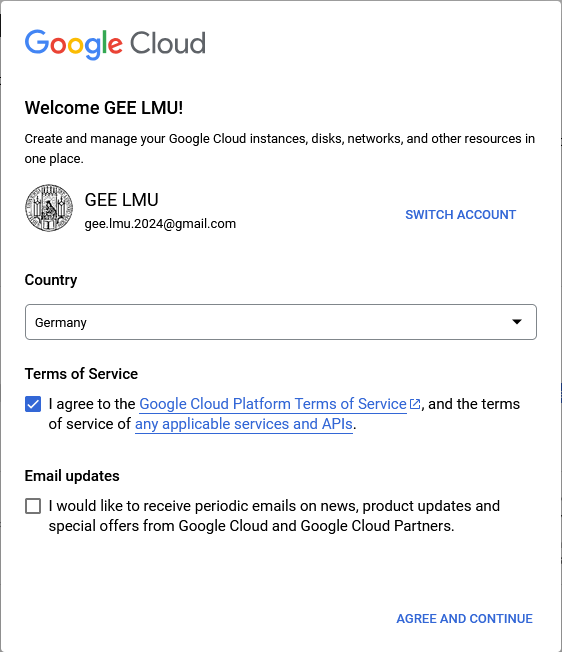 Google Cloud
Welcome GEE LMU!
Create and manage your Google Cloud instances, disks, networks, and other resources in
one place.
GEE LMU
gee.lmu.2024@gmail.com
SWITCH ACCOUNT
Country
Germany
Terms of Service
I agree to the Google Cloud Platform Terms of Service, and the terms
of service of any applicable services and APIs.
Email updates
I would like to receive periodic emails on news, product updates and
special offers from Google Cloud and Google Cloud Partners.
AGREE AND CONTINUE